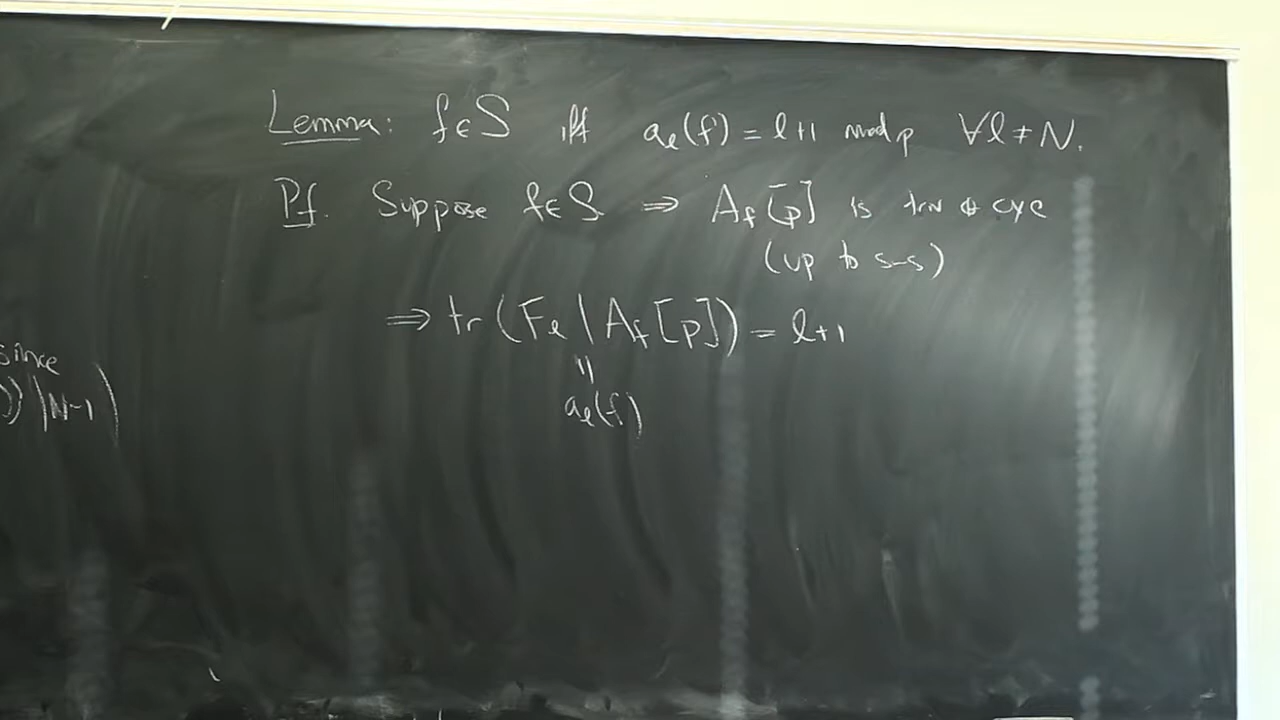 Lemma: f∈S iff a_ℓ(f) = ℓ+1 mod p ∀ℓ≠N.
Pf. Suppose f∈S ⇒ A_f[p] is triv ⊕ cyc
(up to s-s)
⇒ tr(F_ℓ | A_f[p]) = ℓ+1
=
a_ℓ(f)
since
)) | N-1)